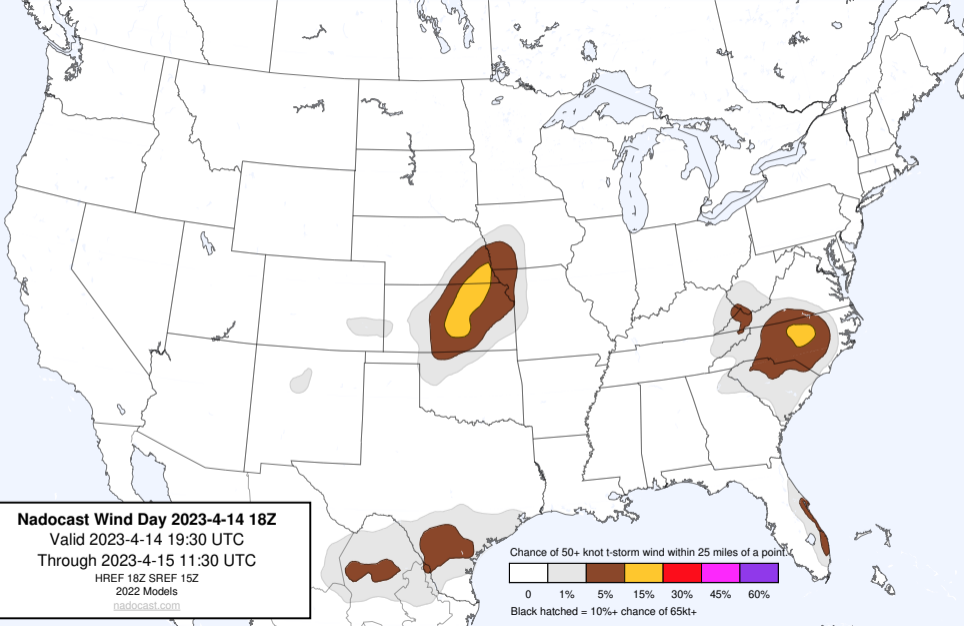 Nadocast Wind Day 2023-4-14 18Z
Valid 2023-4-14 19:30 UTC
Through 2023-4-15 11:30 UTC
HREF 18Z SREF 15Z
2022 Models
nadocast.com
Chance of 50+ knot t-storm wind within 25 miles of a point.
0 1% 5% 15% 30% 45% 60%
Black hatched = 10%+ chance of 65kt+